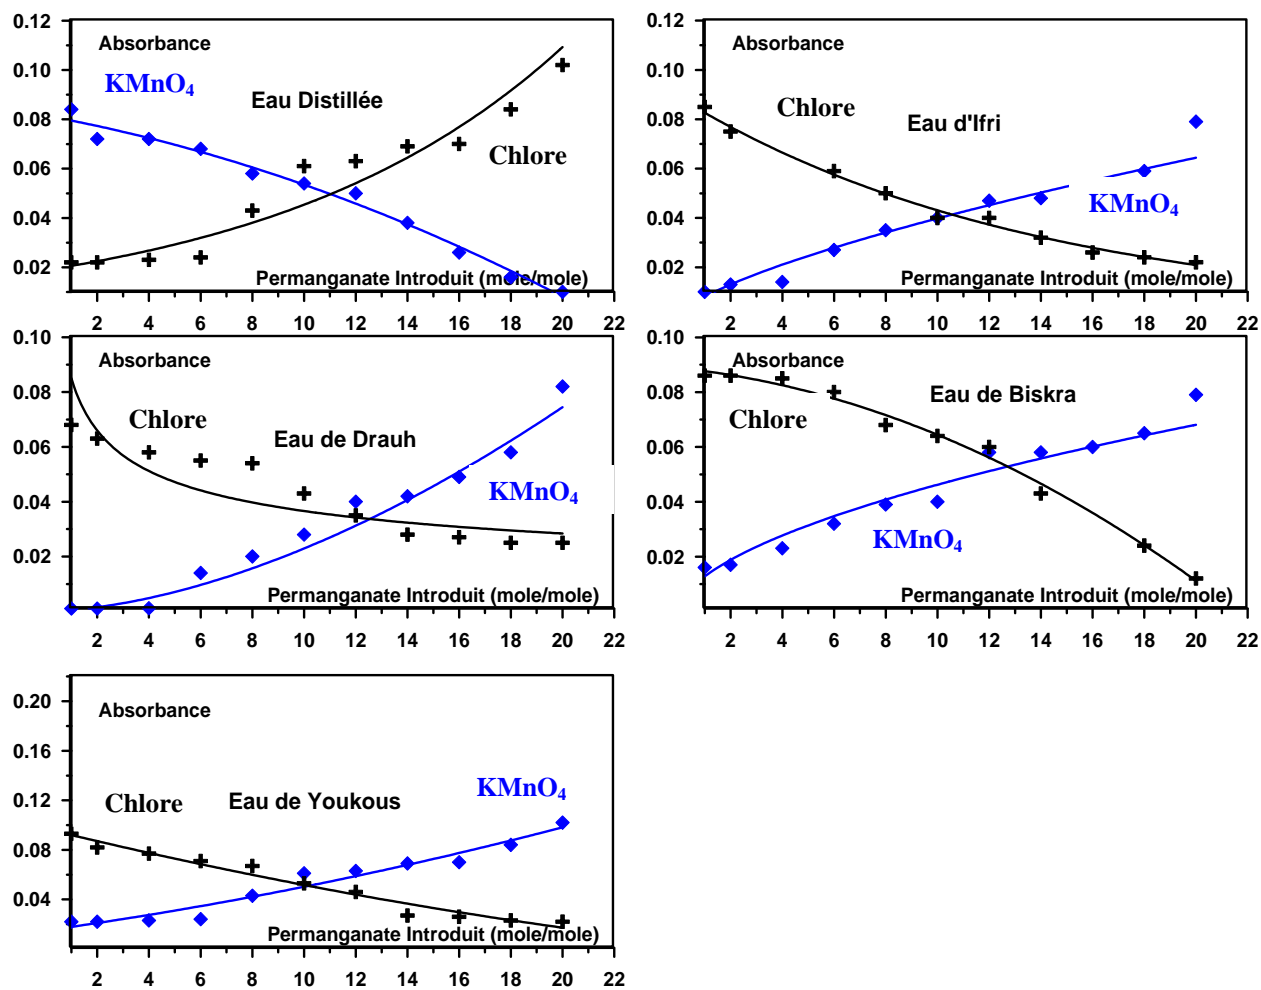 0.12
Absorbance
0.10
KMnO4
Eau Distillée
0.08
Chlore
0.06
0.04
0.02
Permanganate Introduit (mole/mole)
2 4 6 8 10 12 14 16 18 20 22
0.12
Absorbance
0.10
Chlore
Eau d'Ifri
0.08
0.06
KMnO4
0.04
0.02
Permanganate Introduit (mole/mole)
2 4 6 8 10 12 14 16 18 20 22
0.10
Absorbance
0.08
Chlore
Eau de Drauh
0.06
KMnO4
0.04
0.02
Permanganate Introduit (mole/mole)
2 4 6 8 10 12 14 16 18 20 22
0.10
Absorbance
0.08
Eau de Biskra
Chlore
0.06
0.04
KMnO4
0.02
Permanganate Introduit (mole/mole)
2 4 6 8 10 12 14 16 18 20 22
0.20
Absorbance
0.16
KMnO4
0.12
Chlore
Eau de Youkous
0.08
0.04
Permanganate Introduit (mole/mole)
2 4 6 8 10 12 14 16 18 20 22